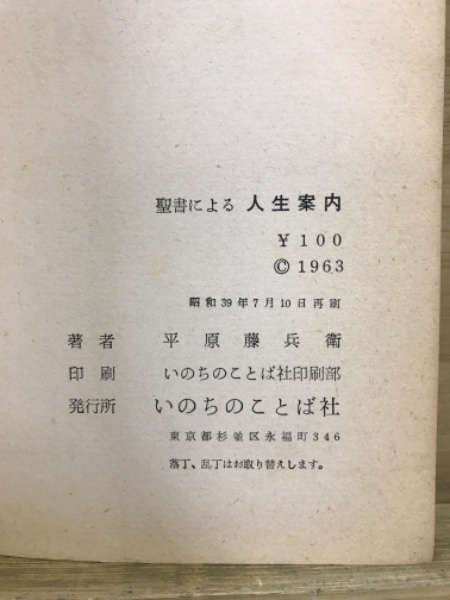 聖書による 人生案内
¥100
© 1963
昭和39年7月10日再刷
著者 平原藤兵衛
印刷 いのちのことば社印刷部
発行所 いのちのことば社
東京都杉並区永福町346
落丁、乱丁はお取り替えします。